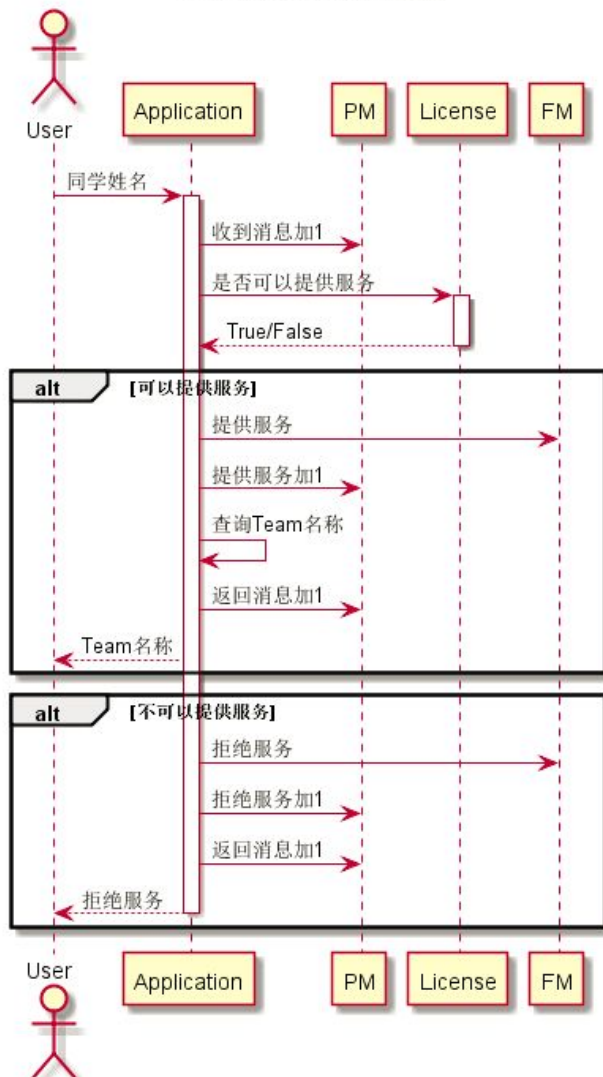 User
Application
PM
License
FM
同学姓名
收到消息加1
是否可以提供服务
True/False
alt
[可以提供服务]
提供服务
提供服务加1
查询Team名称
返回消息加1
Team名称
alt
[不可以提供服务]
拒绝服务
拒绝服务加1
返回消息加1
拒绝服务
User
Application
PM
License
FM